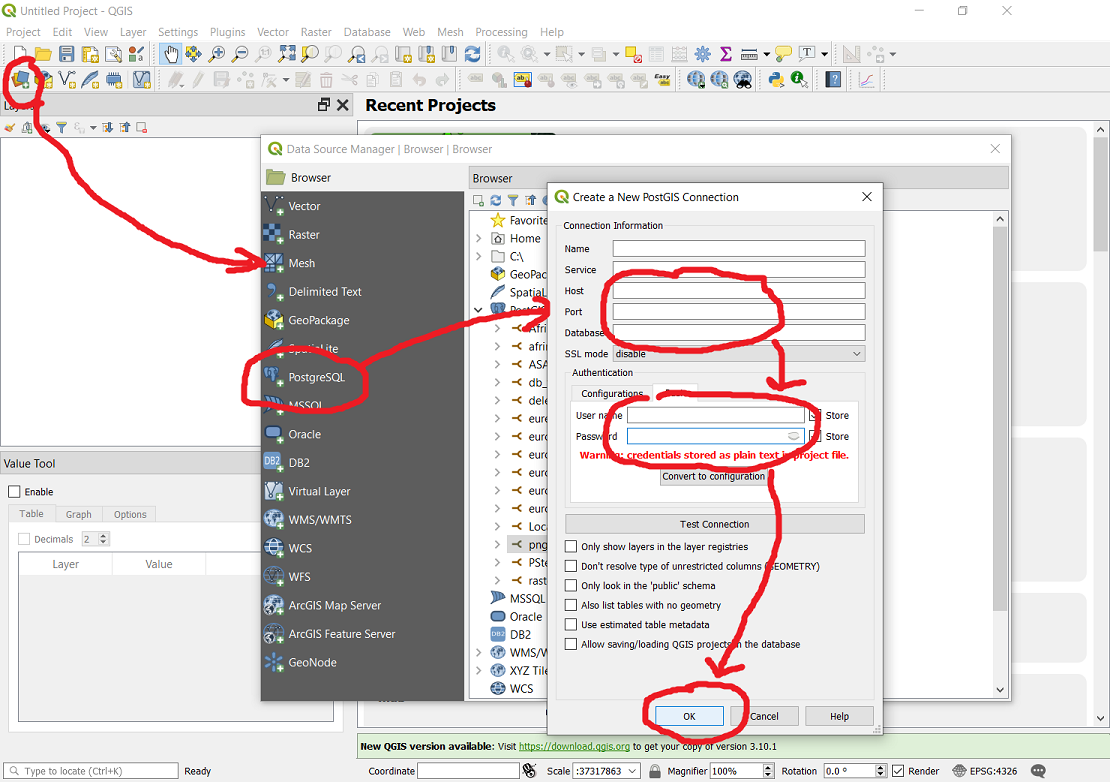 Untitled Project - QGIS
Project Edit View Layer Settings Plugins Vector Raster Database Web Mesh Processing Help
Recent Projects
Data Source Manager | Browser | Browser
Browser
Vector
Raster
Mesh
Delimited Text
GeoPackage
SpatiaLite
PostgreSQL
MSSQL
Oracle
DB2
Virtual Layer
WMS/WMTS
WCS
WFS
ArcGIS Map Server
ArcGIS Feature Server
GeoNode
Browser
Favorite
Home
C:\
GeoPac
SpatiaL
PostGI
Afri
afri
ASA
db_
dele
eure
euro
euro
euro
euro
Loca
png
PSte
rast
MSSQL
Oracle
DB2
WMS/W
XYZ Tile
WCS
Create a New PostGIS Connection
Connection Information
Name
Service
Host
Port
Database
SSL mode disable
Authentication
Configurations
User name Store
Password Store
Warning: credentials stored as plain text in project file.
Convert to configuration
Test Connection
Only show layers in the layer registries
Don't resolve type of unrestricted columns (GEOMETRY)
Only look in the 'public' schema
Also list tables with no geometry
Use estimated table metadata
Allow saving/loading QGIS projects in the database
OK Cancel Help
Value Tool
Enable
Table Graph Options
Decimals 2
Layer Value
New QGIS version available: Visit https://download.qgis.org to get your copy of version 3.10.1
Type to locate (Ctrl+K) Ready Coordinate Scale :37317863 Magnifier 100% Rotation 0.0 ° Render EPSG:4326